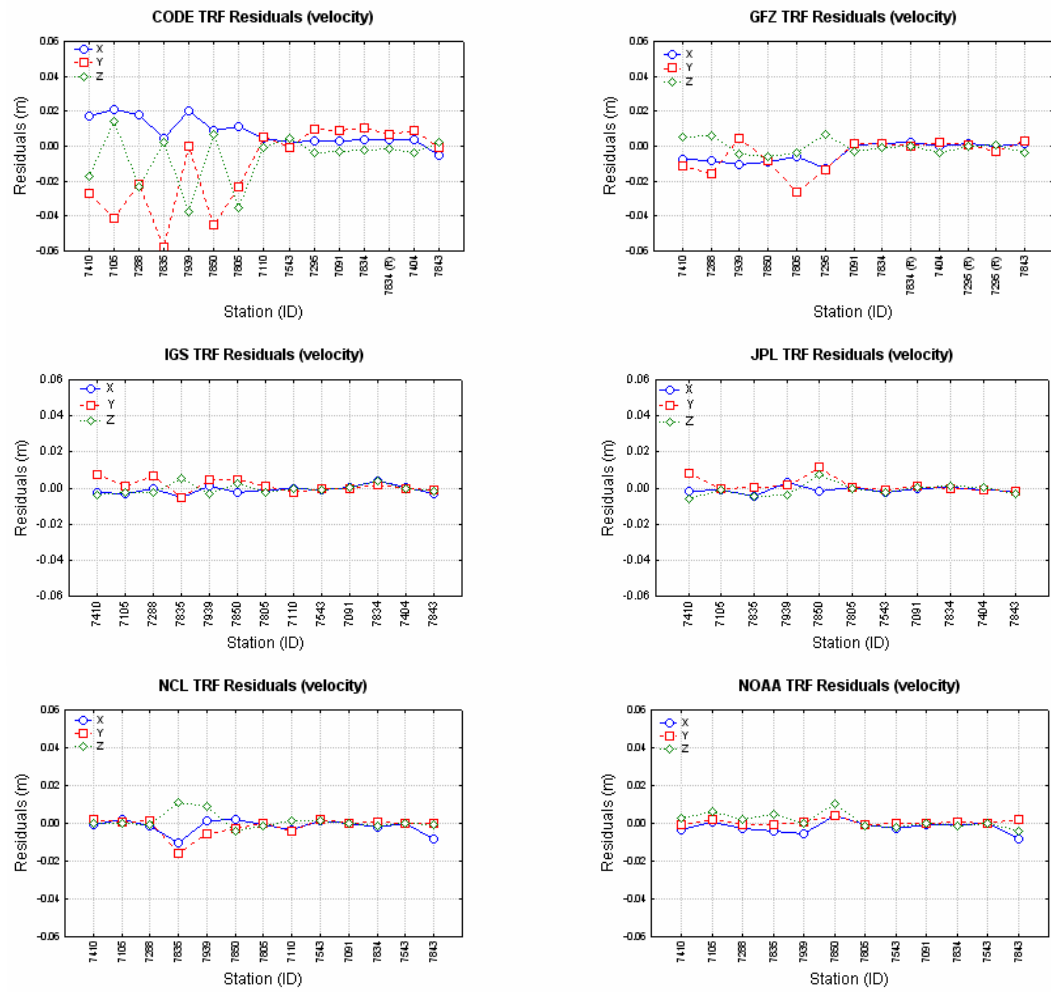 CODE TRF Residuals (velocity)
0.06
0.04
0.02
0.00
-0.02
-0.04
-0.06
Residuals (m)
X
Y
Z
7410
7105
7288
7835
7939
7850
7805
7110
7543
7295
7091
7834
7834 (R)
7404
7843
Station (ID)
GFZ TRF Residuals (velocity)
0.06
0.04
0.02
0.00
-0.02
-0.04
-0.06
Residuals (m)
X
Y
Z
7410
7288
7939
7850
7805
7295
7091
7834
7834 (R)
7404
7295 (R)
7295 (R)
7843
Station (ID)
IGS TRF Residuals (velocity)
0.06
0.04
0.02
0.00
-0.02
-0.04
-0.06
Residuals (m)
X
Y
Z
7410
7105
7288
7835
7939
7850
7805
7110
7543
7091
7834
7404
7843
Station (ID)
JPL TRF Residuals (velocity)
0.06
0.04
0.02
0.00
-0.02
-0.04
-0.06
Residuals (m)
X
Y
Z
7410
7105
7835
7939
7850
7805
7543
7091
7834
7404
7843
Station (ID)
NCL TRF Residuals (velocity)
0.06
0.04
0.02
0.00
-0.02
-0.04
-0.06
Residuals (m)
X
Y
Z
7410
7105
7288
7835
7939
7850
7805
7110
7543
7091
7834
7543
7843
Station (ID)
NOAA TRF Residuals (velocity)
0.06
0.04
0.02
0.00
-0.02
-0.04
-0.06
Residuals (m)
X
Y
Z
7410
7105
7288
7835
7939
7850
7805
7543
7091
7834
7543
7843
Station (ID)